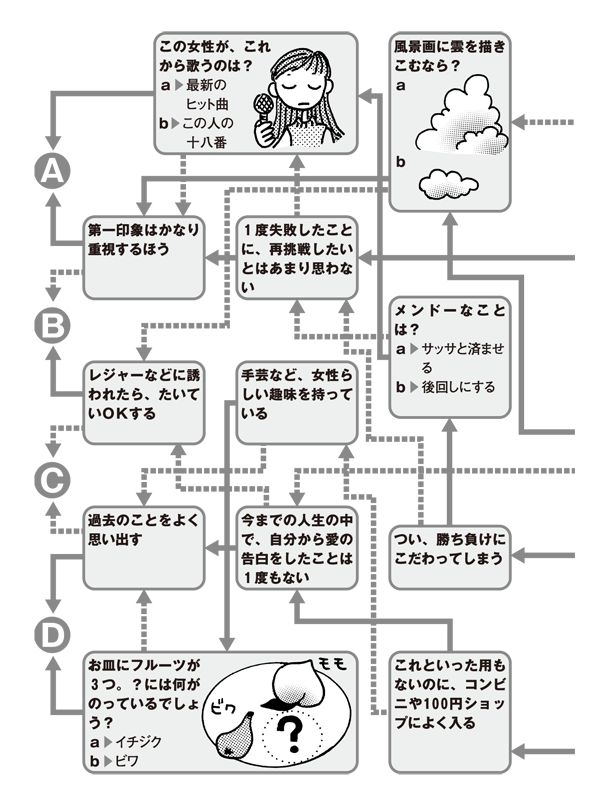 この女性が、これ
から歌うのは？
a▶最新の
ヒット曲
b▶この人の
十八番
風景画に雲を描き
こむなら？
a
b
A
第一印象はかなり
重視するほう
１度失敗したこと
に、再挑戦したい
とはあまり思わな
い
B
メンドーなこと
は？
a▶サッサと済ませ
る
b▶後回しにする
レジャーなどに誘
われたら、たいて
いOKする
手芸など、女性ら
しい趣味を持って
いる
C
過去のことをよく
思い出す
今までの人生の中
で、自分から愛の
告白をしたことは
１度もない
つい、勝ち負けに
こだわってしまう
D
お皿にフルーツが
３つ。？には何が
のっているでしょ
う？
a▶イチジク
b▶ビワ
モモ
ビワ
?
これといった用も
ないのに、コンビ
ニや100円ショッ
プによく入る